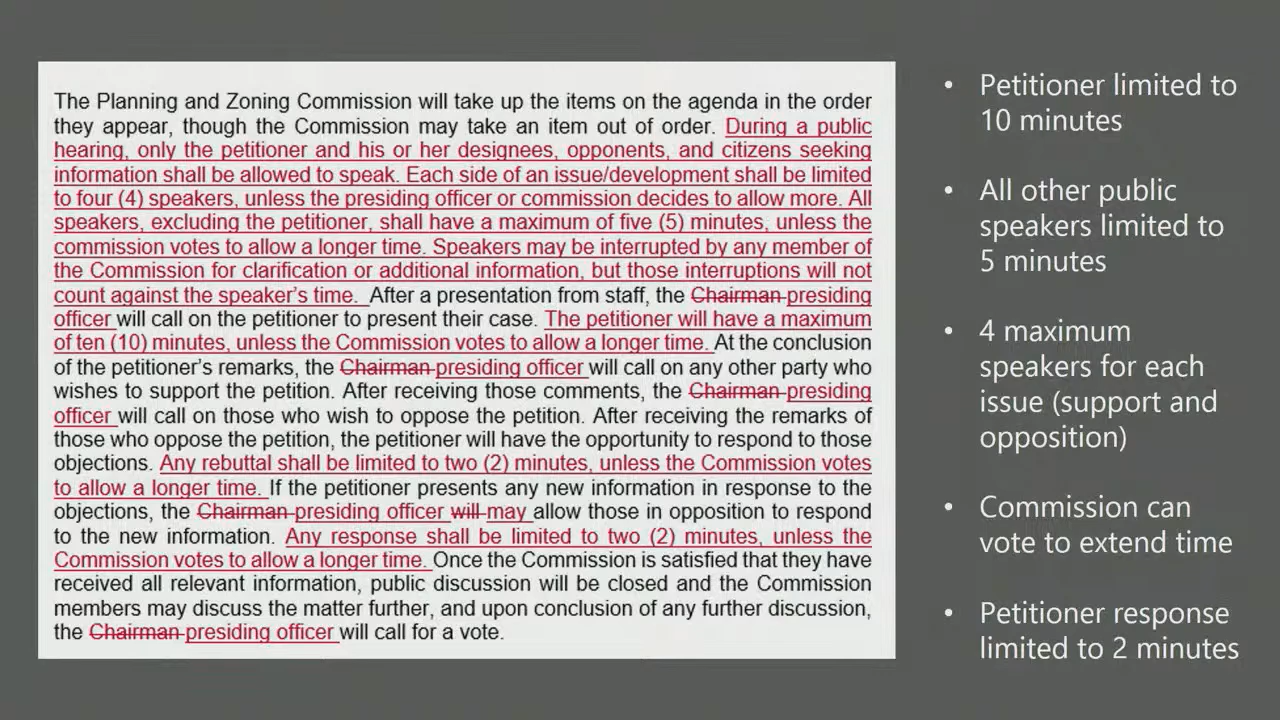 The Planning and Zoning Commission will take up the items on the agenda in the order
they appear, though the Commission may take an item out of order. During a public
hearing, only the petitioner and his or her designees, opponents, and citizens seeking
information shall be allowed to speak. Each side of an issue/development shall be limited
to four (4) speakers, unless the presiding officer or commission decides to allow more. All
speakers, excluding the petitioner, shall have a maximum of five (5) minutes, unless the
commission votes to allow a longer time. Speakers may be interrupted by any member of
the Commission for clarification or additional information, but those interruptions will not
count against the speaker's time. After a presentation from staff, the Chairman presiding
officer will call on the petitioner to present their case. The petitioner will have a maximum
of ten (10) minutes, unless the Commission votes to allow a longer time. At the conclusion
of the petitioner's remarks, the Chairman presiding officer will call on any other party who
wishes to support the petition. After receiving those comments, the Chairman presiding
officer will call on those who wish to oppose the petition. After receiving the remarks of
those who oppose the petition, the petitioner will have the opportunity to respond to those
objections. Any rebuttal shall be limited to two (2) minutes, unless the Commission votes
to allow a longer time. If the petitioner presents any new information in response to the
objections, the Chairman presiding officer will may allow those in opposition to respond
to the new information. Any response shall be limited to two (2) minutes, unless the
Commission votes to allow a longer time. Once the Commission is satisfied that they have
received all relevant information, public discussion will be closed and the Commission
members may discuss the matter further, and upon conclusion of any further discussion,
the Chairman presiding officer will call for a vote.
• Petitioner limited to
10 minutes
• All other public
speakers limited to
5 minutes
• 4 maximum
speakers for each
issue (support and
opposition)
• Commission can
vote to extend time
• Petitioner response
limited to 2 minutes